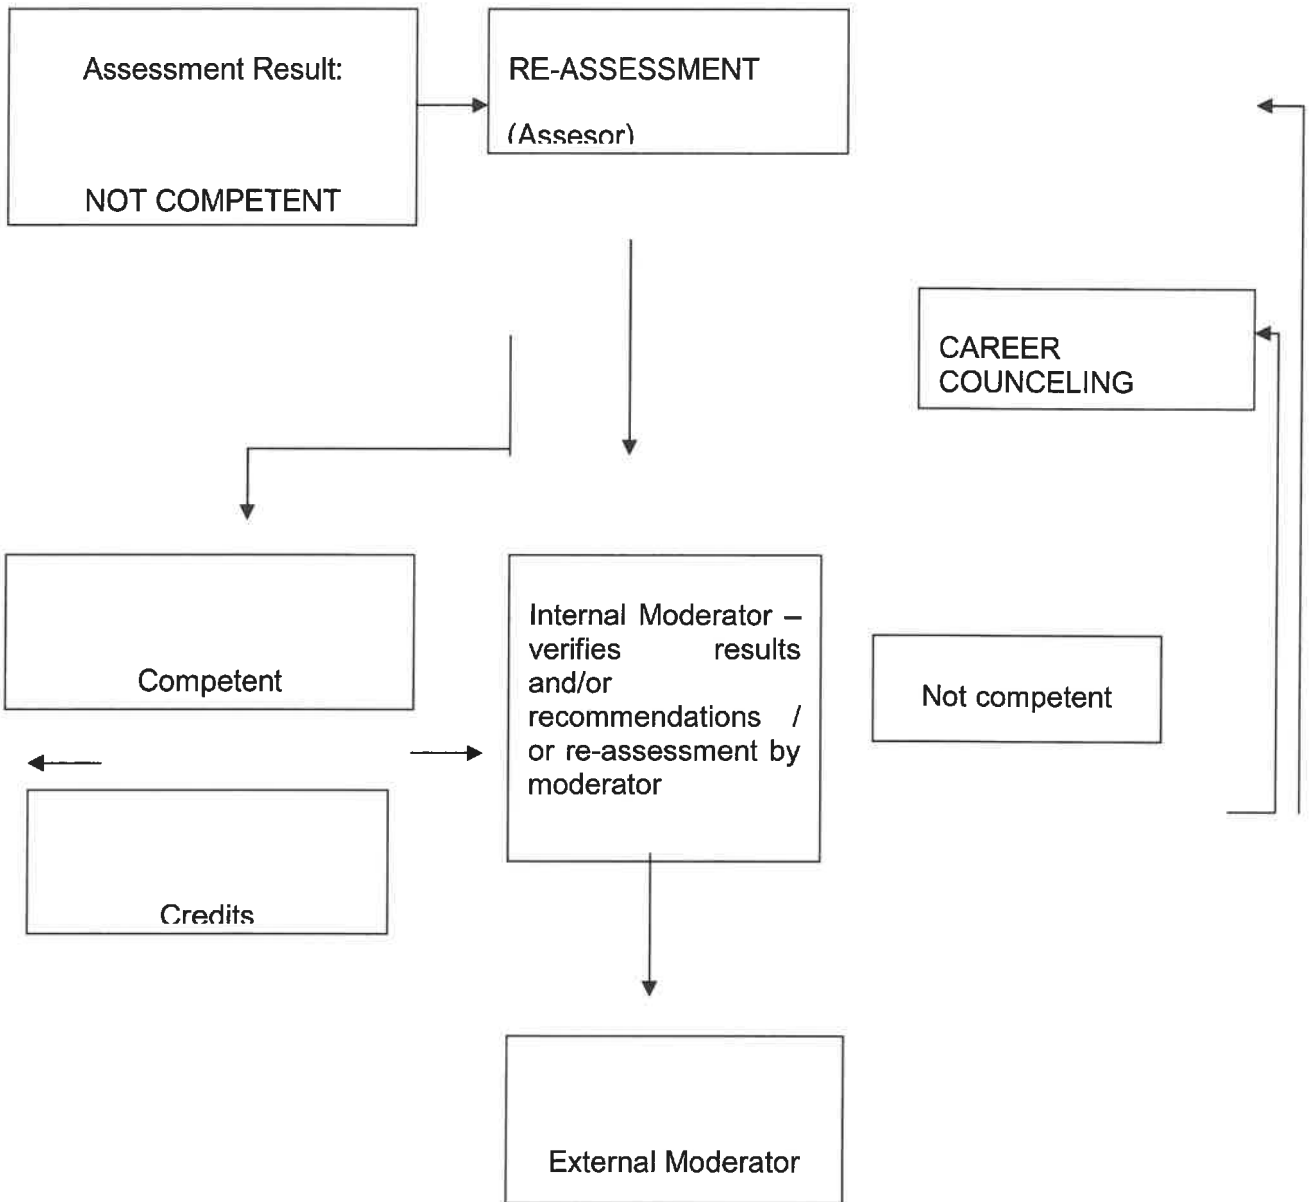 Assessment Result:
NOT COMPETENT
RE-ASSESSMENT
(Assesor)
CAREER
COUNCELING
Competent
Internal Moderator –
verifies results
and/or
recommendations /
or re-assessment by
moderator
Not competent
Credits
External Moderator